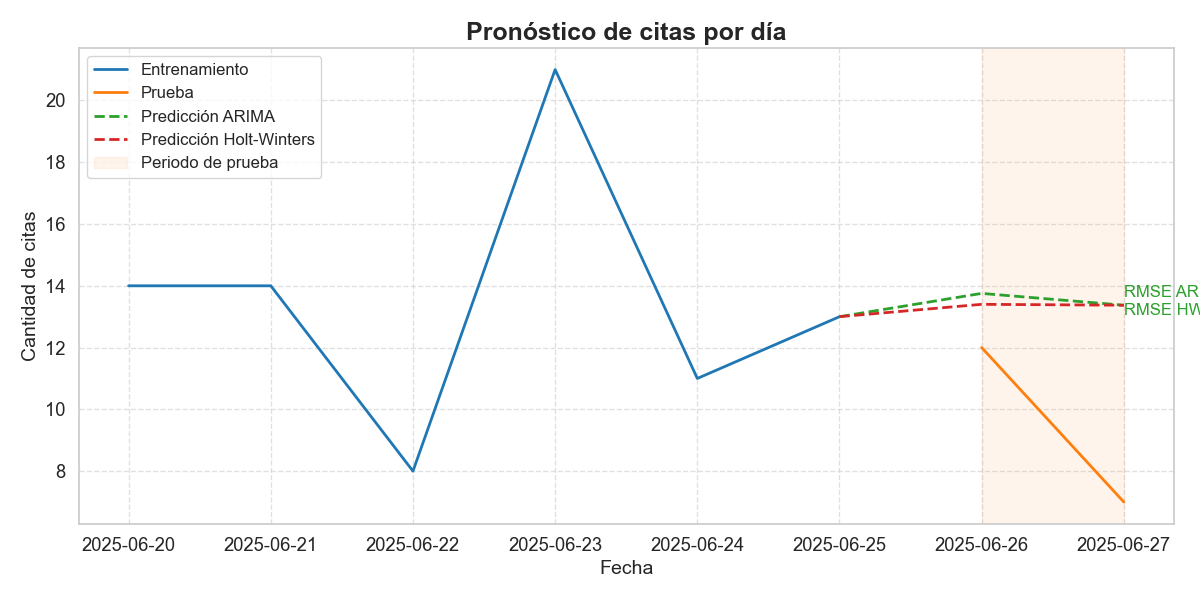 Pronóstico de citas por día
Entrenamiento
Prueba
Predicción ARIMA
Predicción Holt-Winters
Periodo de prueba
Cantidad de citas
20
18
16
14
12
10
8
RMSE AR
RMSE HW
2025-06-20 2025-06-21 2025-06-22 2025-06-23 2025-06-24 2025-06-25 2025-06-26 2025-06-27
Fecha